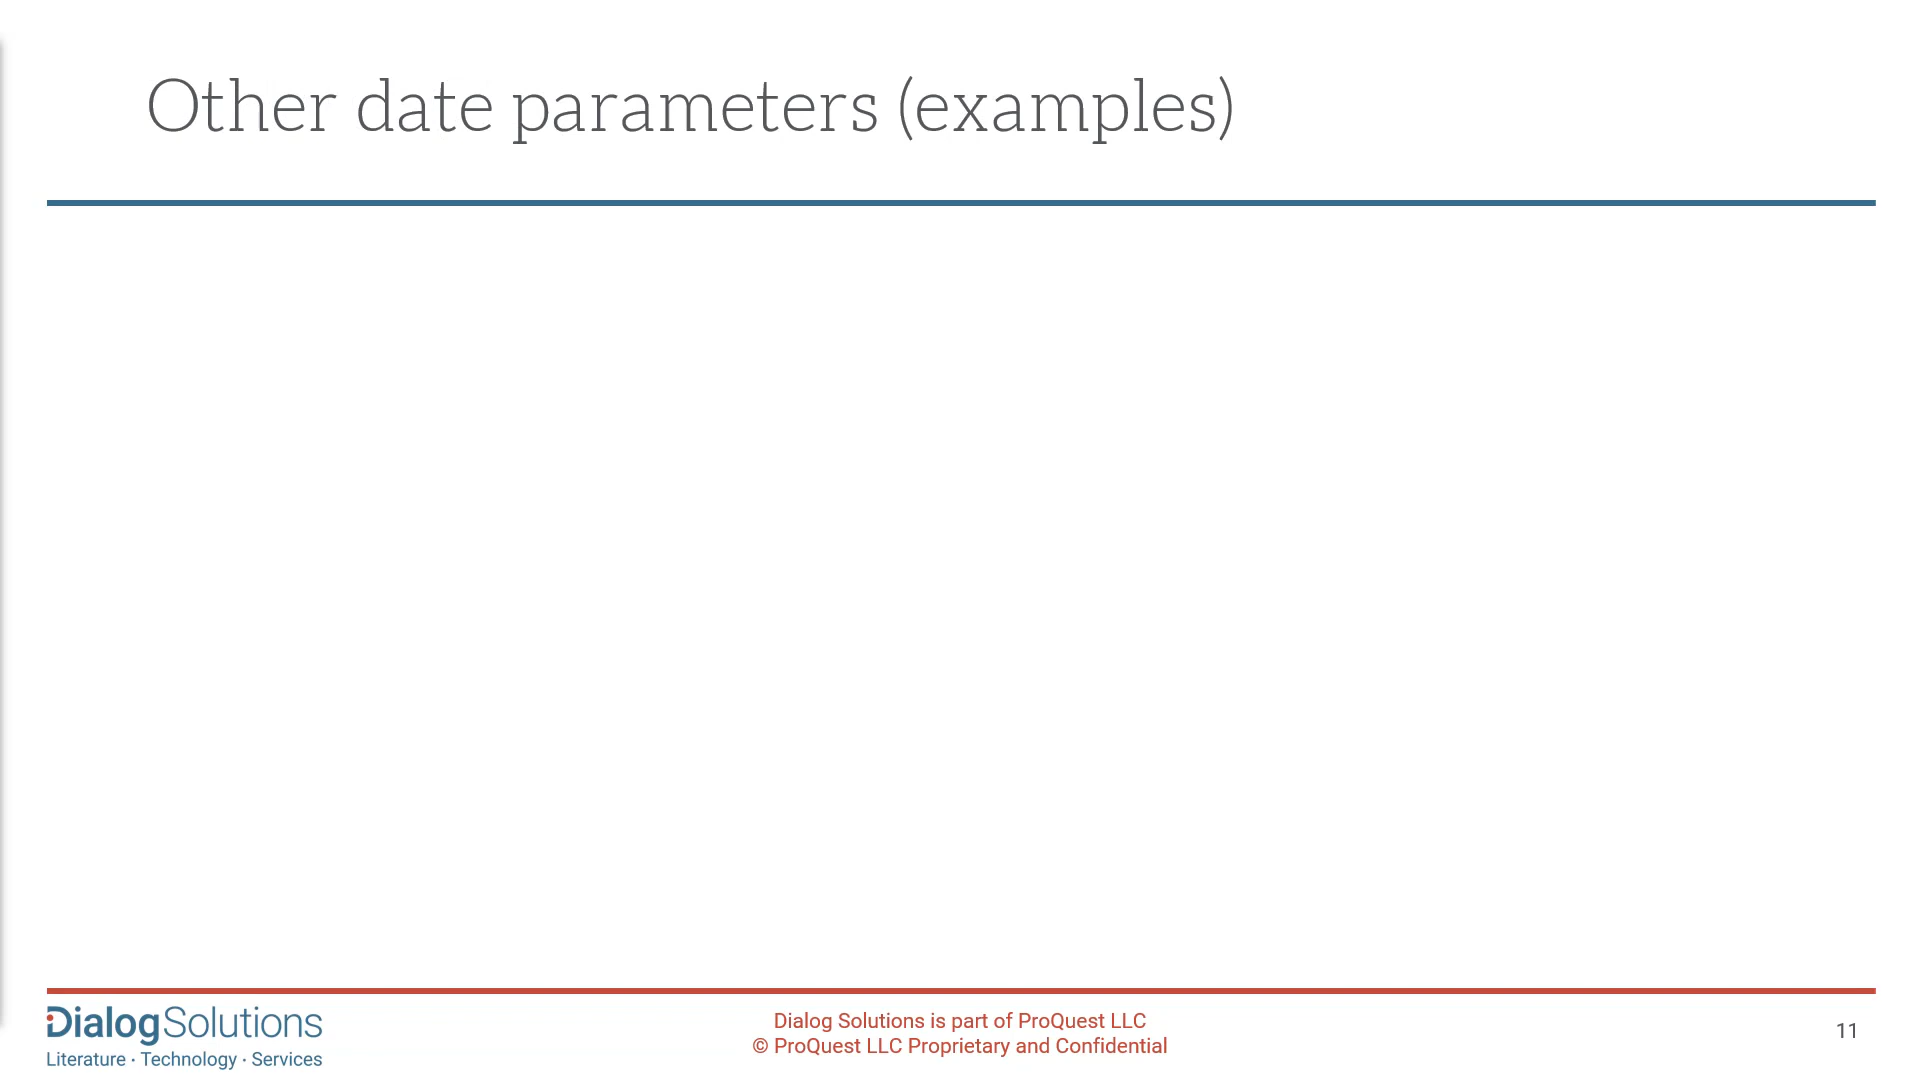 Other date parameters (examples)
DialogSolutions
Literature · Technology · Services
Dialog Solutions is part of ProQuest LLC
© ProQuest LLC Proprietary and Confidential
11